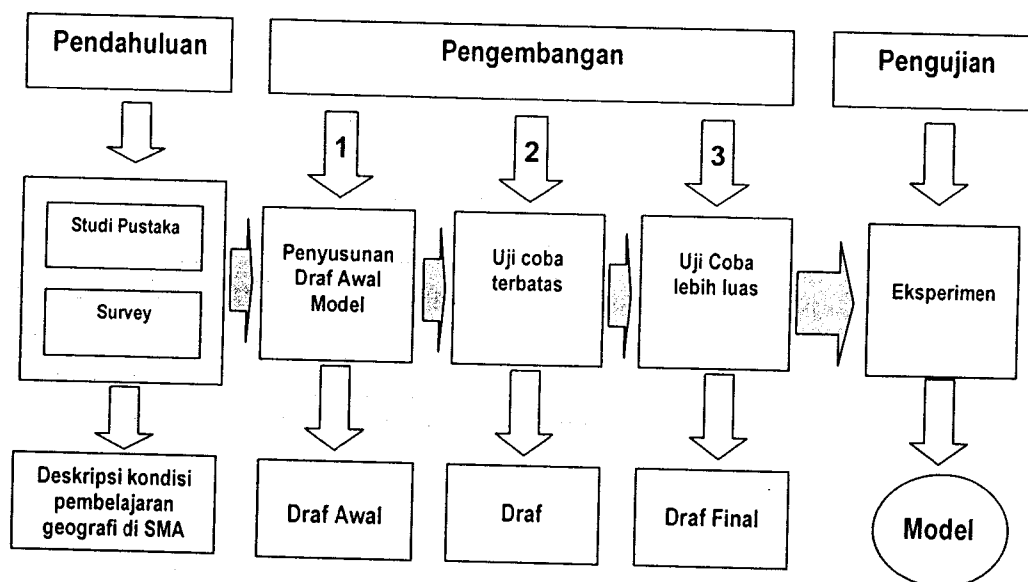 Pendahuluan
Pengembangan
Pengujian
1
2
3
Studi Pustaka
Survey
Penyusunan
Draf Awal
Model
Uji coba
terbatas
Uji Coba
lebih luas
Eksperimen
Deskripsi kondisi
pembelajaran
geografi di SMA
Draf Awal
Draf
Draf Final
Model